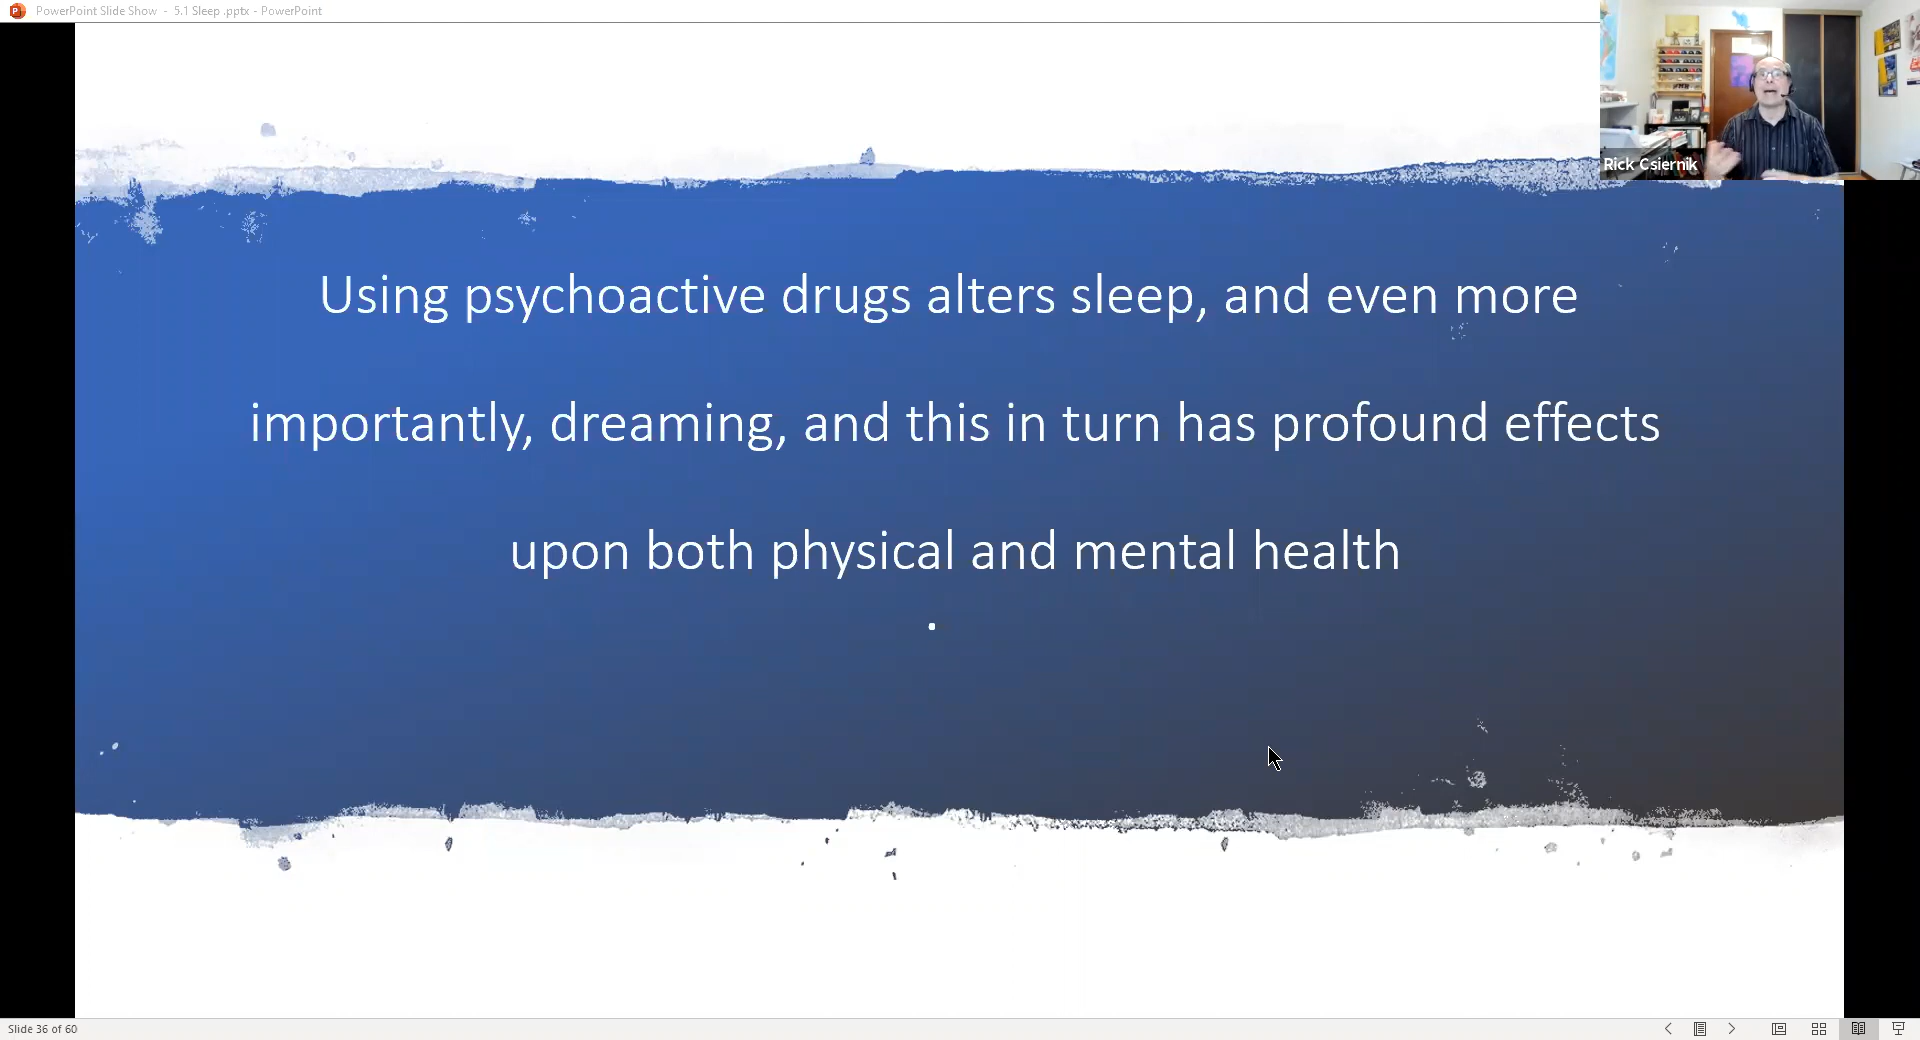 PowerPoint Slide Show - 5.1 Sleep .pptx - PowerPoint
Rick Csiernik
Using psychoactive drugs alters sleep, and even more
importantly, dreaming, and this in turn has profound effects
upon both physical and mental health
.
Slide 36 of 60